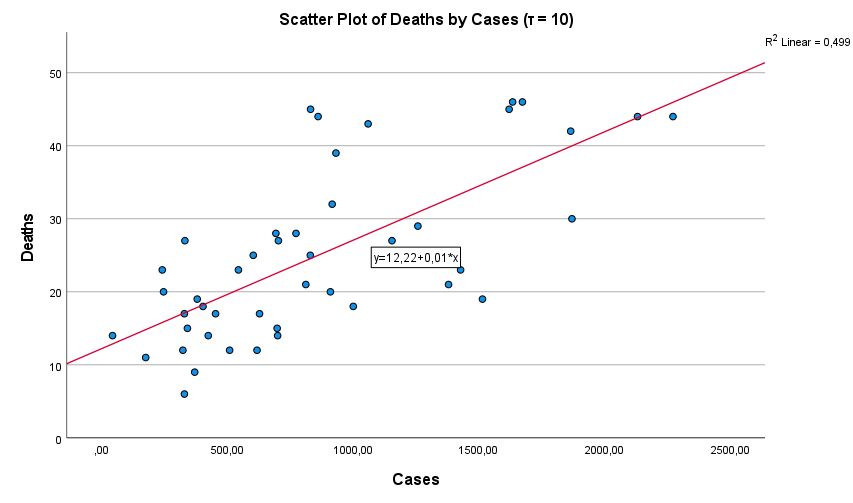 Scatter Plot of Deaths by Cases (τ = 10)
R² Linear = 0,499
50
40
30
20
10
0
Deaths
y=12,22+0,01*x
,00
500,00
1000,00
1500,00
2000,00
2500,00
Cases